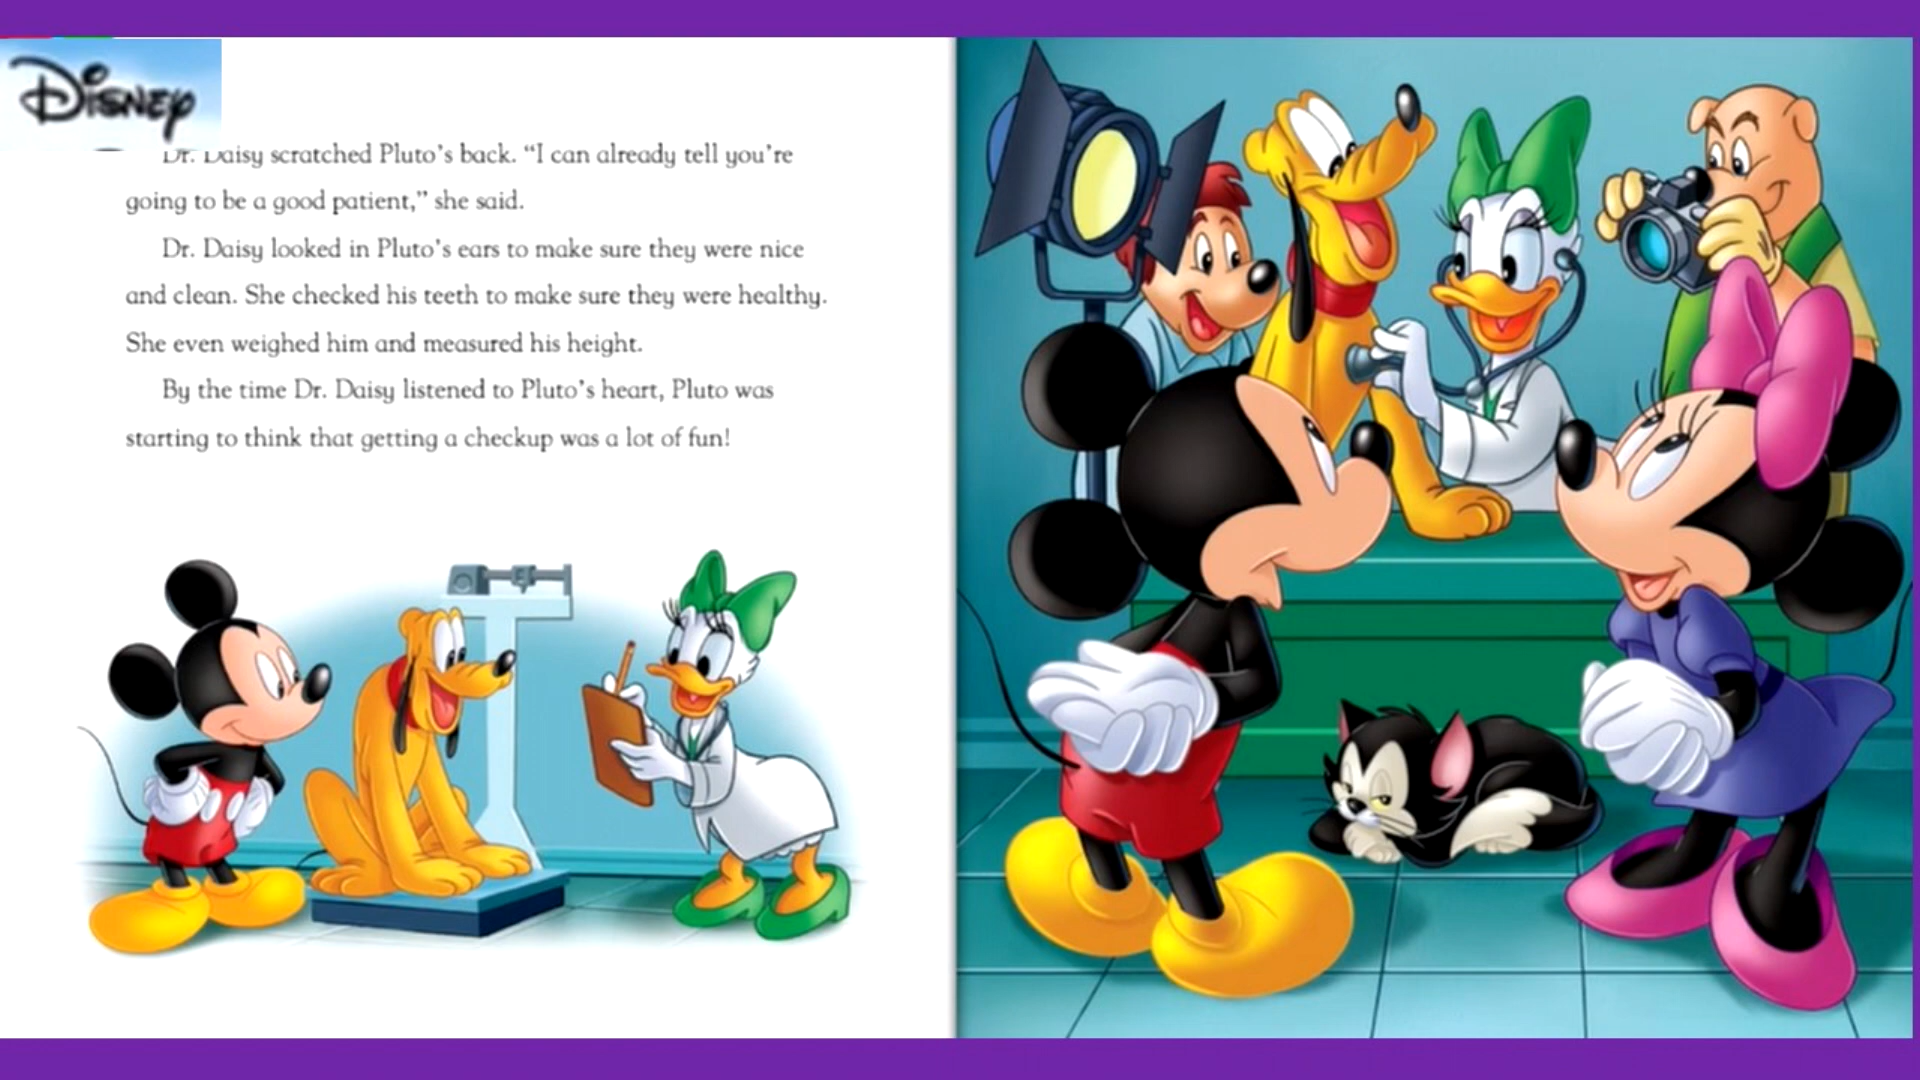 Disney
Dr. Daisy scratched Pluto's back. "I can already tell you're
going to be a good patient," she said.
Dr. Daisy looked in Pluto's ears to make sure they were nice
and clean. She checked his teeth to make sure they were healthy.
She even weighed him and measured his height.
By the time Dr. Daisy listened to Pluto's heart, Pluto was
starting to think that getting a checkup was a lot of fun!